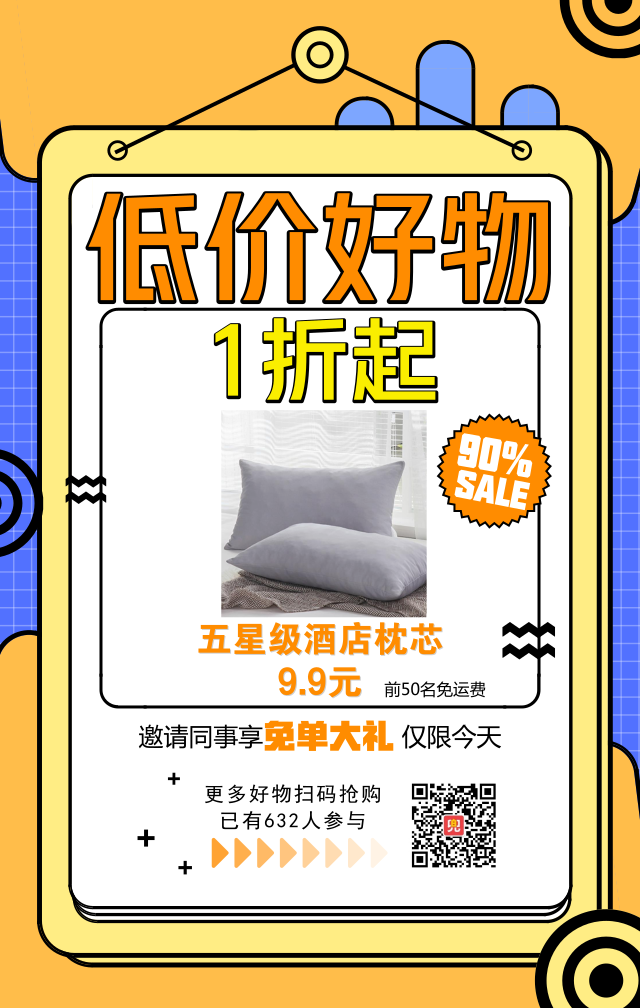 低价好物
1折起
90%
SALE
五星级酒店枕芯
9.9元 前50名免运费
邀请同事享免单大礼 仅限今天
更多好物扫码抢购
已有632人参与
兜